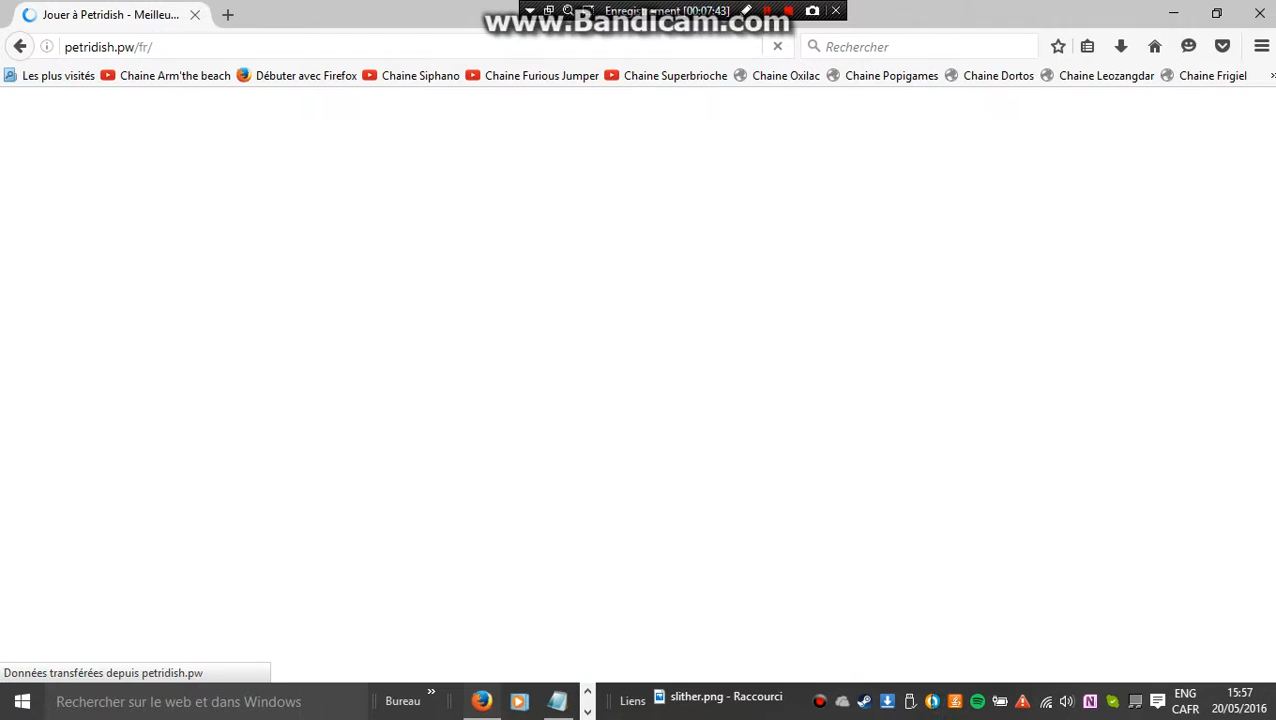 Jouer à Petridish - Meilleu...
Enregistrement [00:07:43]
www.Bandicam.com
petridish.pw/fr/
Rechercher
Les plus visités Chaine Arm'the beach Débuter avec Firefox Chaine Siphano Chaine Furious Jumper Chaine Superbrioche Chaine Oxilac Chaine Popigames Chaine Dortos Chaine Leozangdar Chaine Frigiel
Données transférées depuis petridish.pw
Rechercher sur le web et dans Windows Bureau Liens slither.png - Raccourci
ENG 15:57
CAFR 20/05/2016